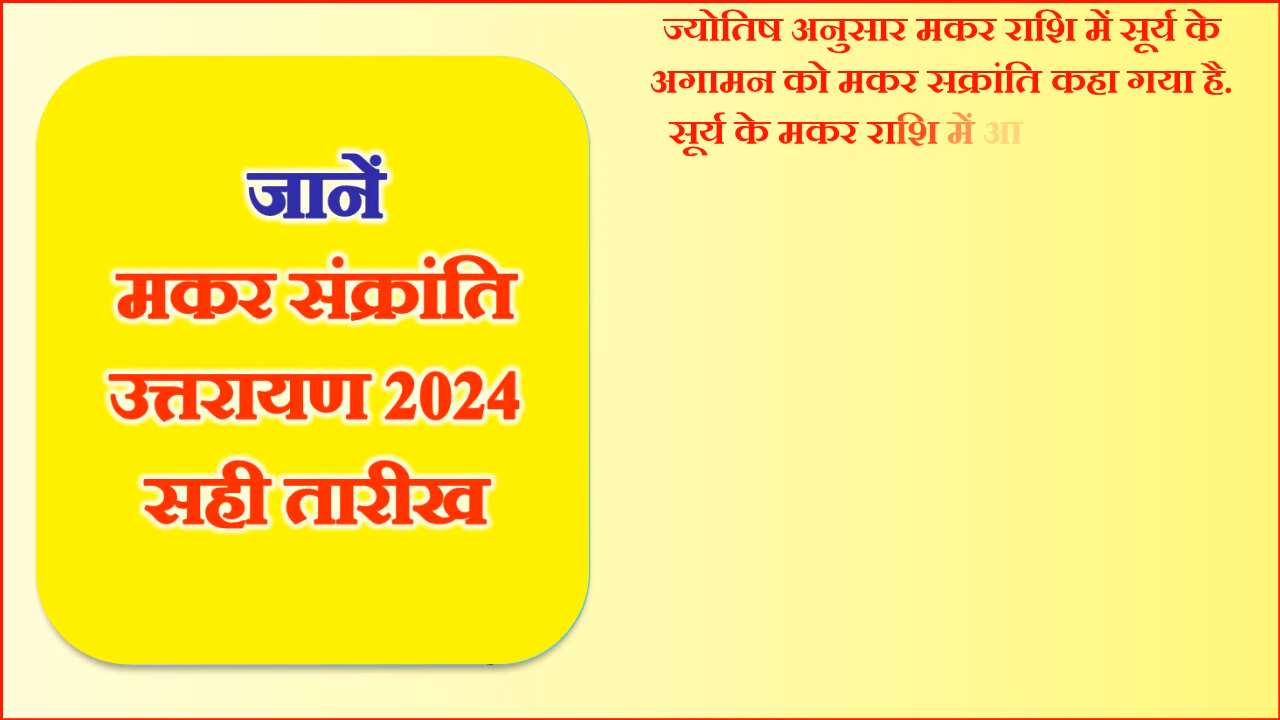 जानें
मकर संक्रांति
उत्तरायण 2024
सही तारीख
ज्योतिष अनुसार मकर राशि में सूर्य के
अगामन को मकर सक्रांति कहा गया है.
सूर्य के मकर राशि में आ